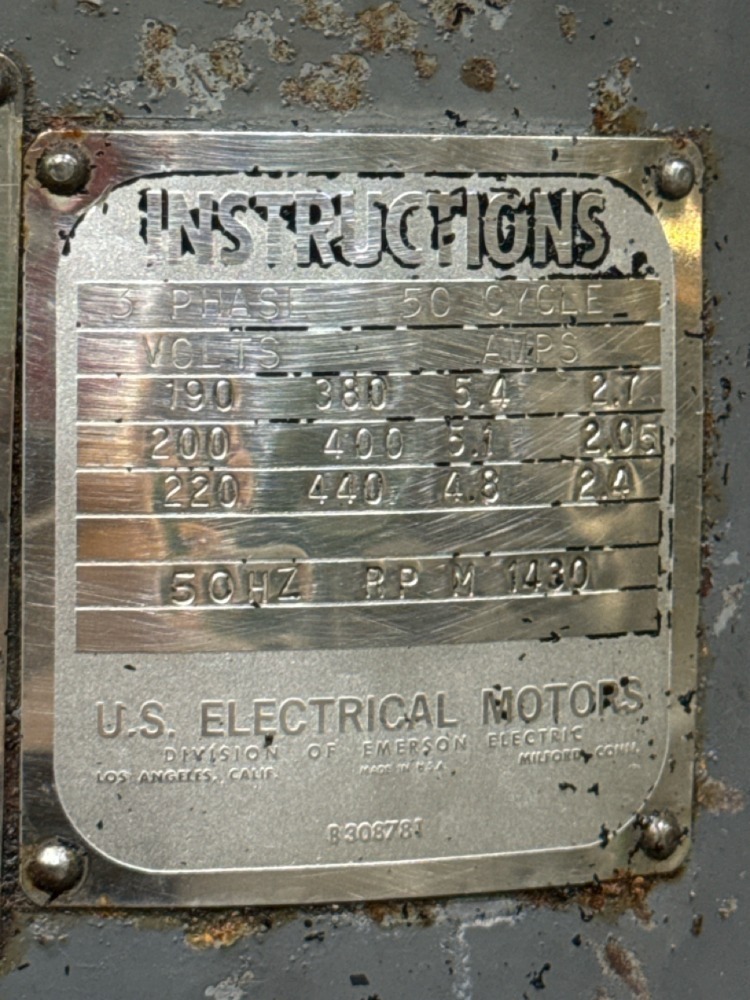 INSTRUCTIONS
3 PHASE 50 CYCLE
VOLTS AMPS
190 380 5.4 2.7
200 400 5.1 2.05
220 440 4.8 2.4
50HZ RPM 1430
U.S. ELECTRICAL MOTORS
DIVISION OF EMERSON ELECTRIC
LOS ANGELES, CALIF. MADE IN U.S.A. MILFORD, CONN.